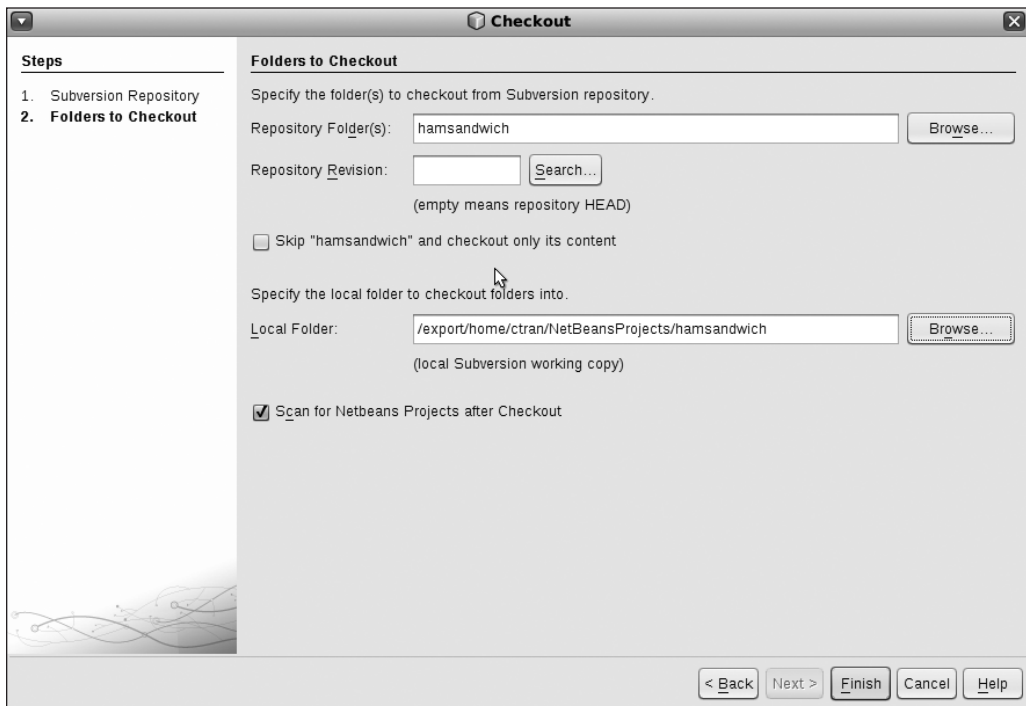 Checkout
Steps
1. Subversion Repository
2. Folders to Checkout
Folders to Checkout
Specify the folder(s) to checkout from Subversion repository.
Repository Folder(s): hamsandwich Browse...
Repository Revision: Search...
(empty means repository HEAD)
Skip "hamsandwich" and checkout only its content
Specify the local folder to checkout folders into.
Local Folder: /export/home/ctran/NetBeansProjects/hamsandwich Browse...
(local Subversion working copy)
Scan for Netbeans Projects after Checkout
< Back Next > Finish Cancel Help